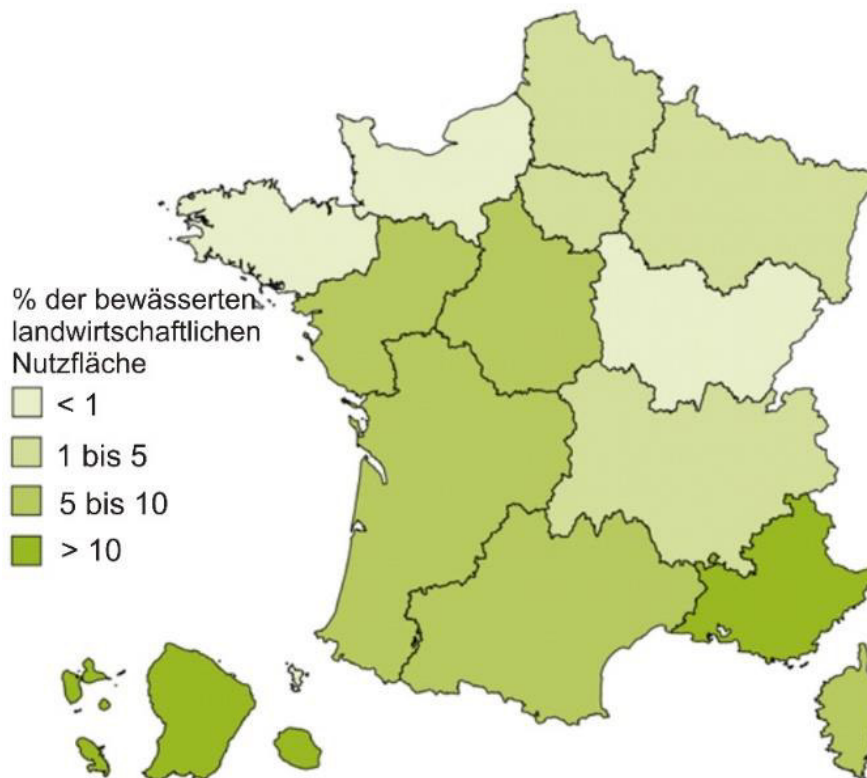 % der bewässerten
landwirtschaftlichen
Nutzfläche
< 1
1 bis 5
5 bis 10
> 10